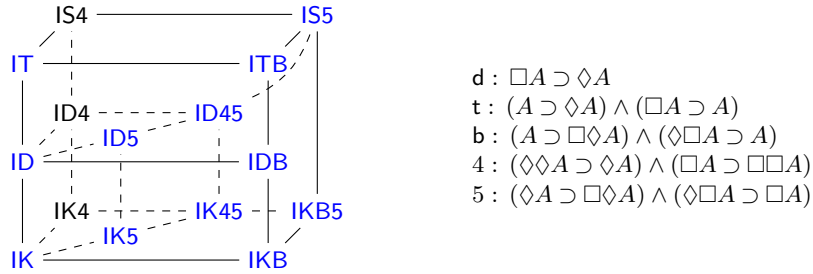 IS4 IS5
IT ITB
ID4 ID45
ID5
ID IDB
IK4 IK45 IKB5
IK5
IK IKB
d : □A ⊃ ◊A
t : (A ⊃ ◊A) ∧ (□A ⊃ A)
b : (A ⊃ □◊A) ∧ (◊□A ⊃ A)
4 : (◊◊A ⊃ ◊A) ∧ (□A ⊃ □□A)
5 : (◊A ⊃ □◊A) ∧ (◊□A ⊃ □A)